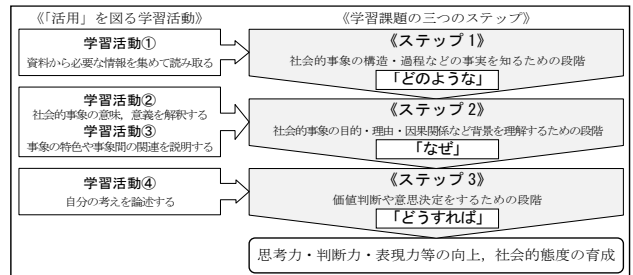 《「活用」を図る学習活動》
《学習課題の三つのステップ》
学習活動①
資料から必要な情報を集めて読み取る
《ステップ1》
社会的事象の構造・過程などの事実を知るための段階
「どのような」
学習活動②
社会的事象の意味，意義を解釈する
学習活動③
事象の特色や事象間の関連を説明する
《ステップ2》
社会的事象の目的・理由・因果関係など背景を理解するための段階
「なぜ」
学習活動④
自分の考えを論述する
《ステップ3》
価値判断や意思決定をするための段階
「どうすれば」
思考力・判断力・表現力等の向上，社会的態度の育成